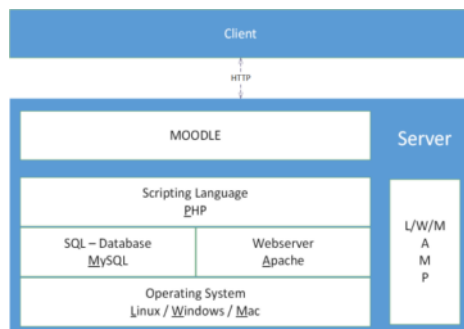 Client
HTTP
MOODLE
Server
Scripting Language
PHP
SQL – Database
MySQL
Webserver
Apache
Operating System
Linux / Windows / Mac
L/W/M
A
M
P